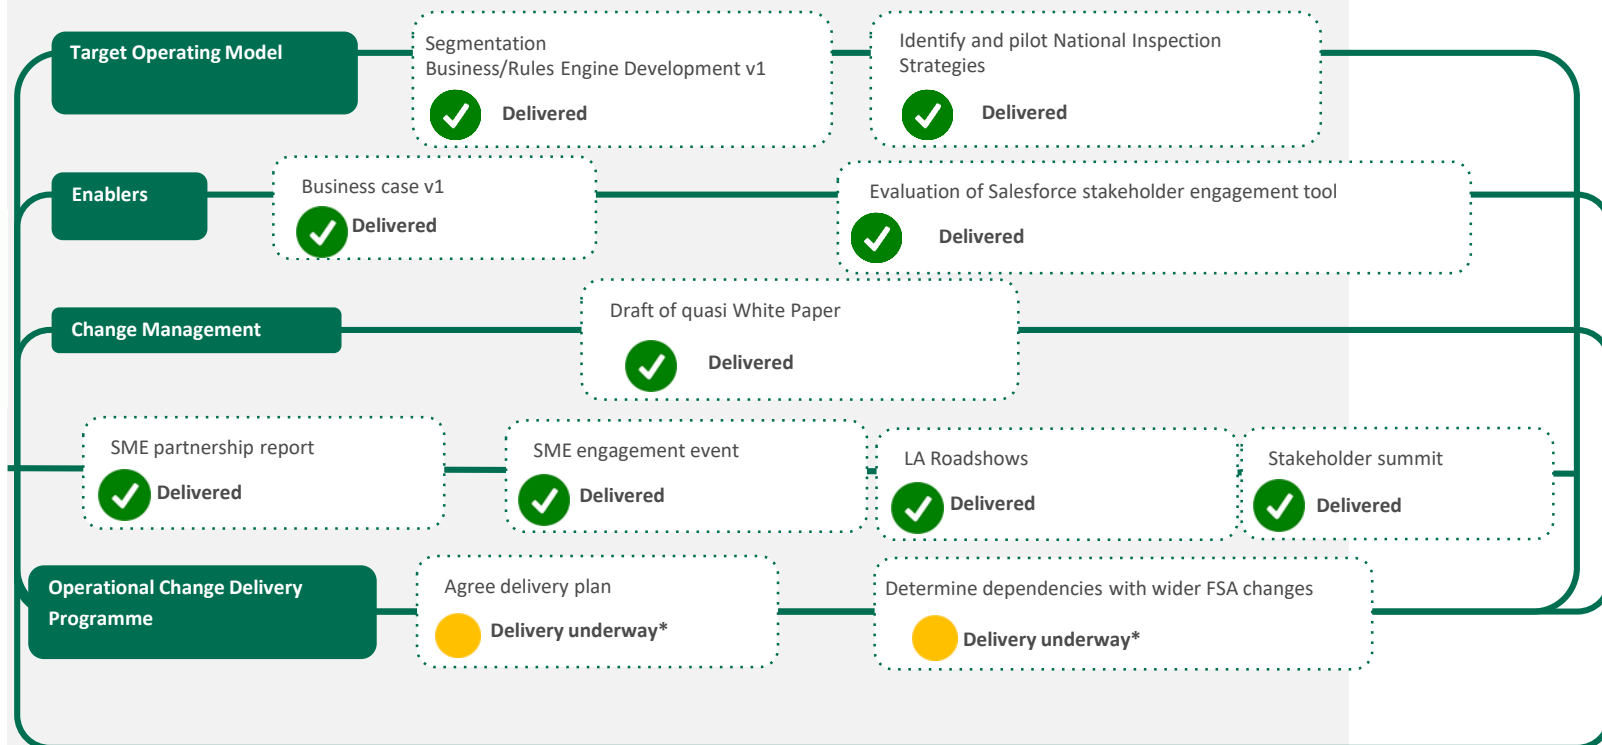 Target Operating Model
Segmentation
Business/Rules Engine Development v1
Delivered
Identify and pilot National Inspection
Strategies
Delivered
Enablers
Business case v1
Delivered
Evaluation of Salesforce stakeholder engagement tool
Delivered
Change Management
Draft of quasi White Paper
Delivered
SME partnership report
Delivered
SME engagement event
Delivered
LA Roadshows
Delivered
Stakeholder summit
Delivered
Operational Change Delivery
Programme
Agree delivery plan
Delivery underway*
Determine dependencies with wider FSA changes
Delivery underway*